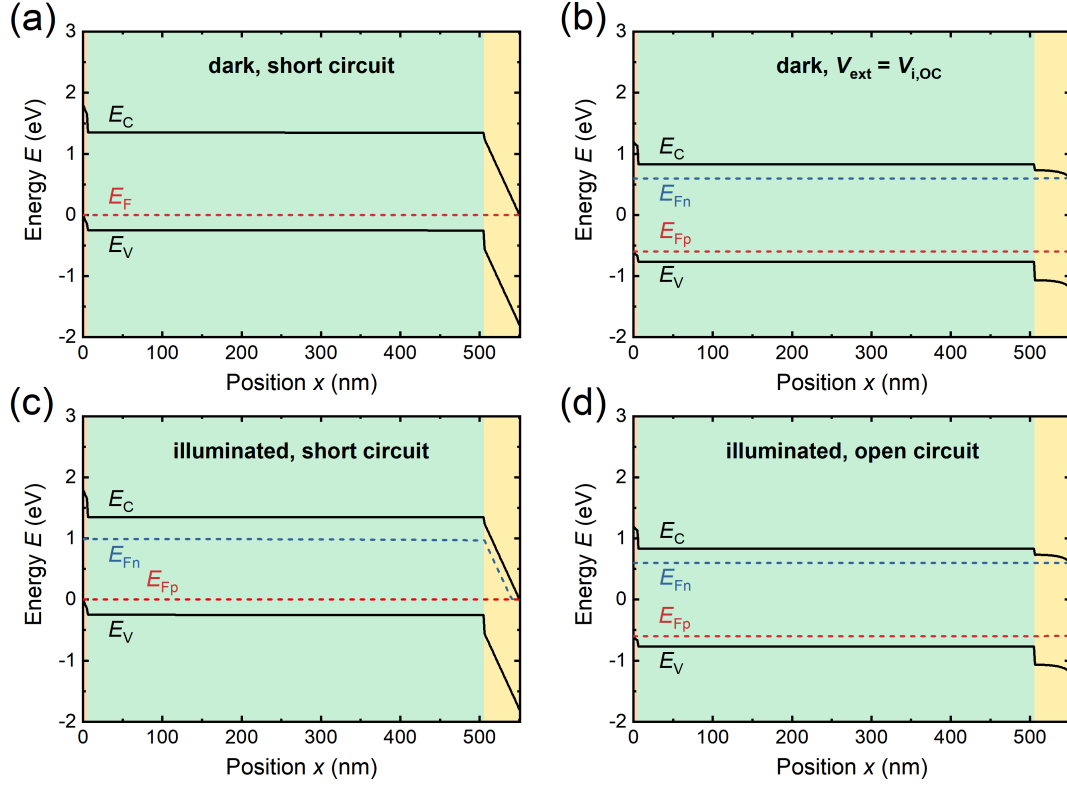 (a)
dark, short circuit
E_C
E_F
E_V
Energy E (eV)
3
2
1
0
-1
-2
0 100 200 300 400 500
Position x (nm)
(b)
dark, V_ext = V_i,OC
E_C
E_Fn
E_Fp
E_V
Energy E (eV)
3
2
1
0
-1
-2
0 100 200 300 400 500
Position x (nm)
(c)
illuminated, short circuit
E_C
E_Fn
E_Fp
E_V
Energy E (eV)
3
2
1
0
-1
-2
0 100 200 300 400 500
Position x (nm)
(d)
illuminated, open circuit
E_C
E_Fn
E_Fp
E_V
Energy E (eV)
3
2
1
0
-1
-2
0 100 200 300 400 500
Position x (nm)